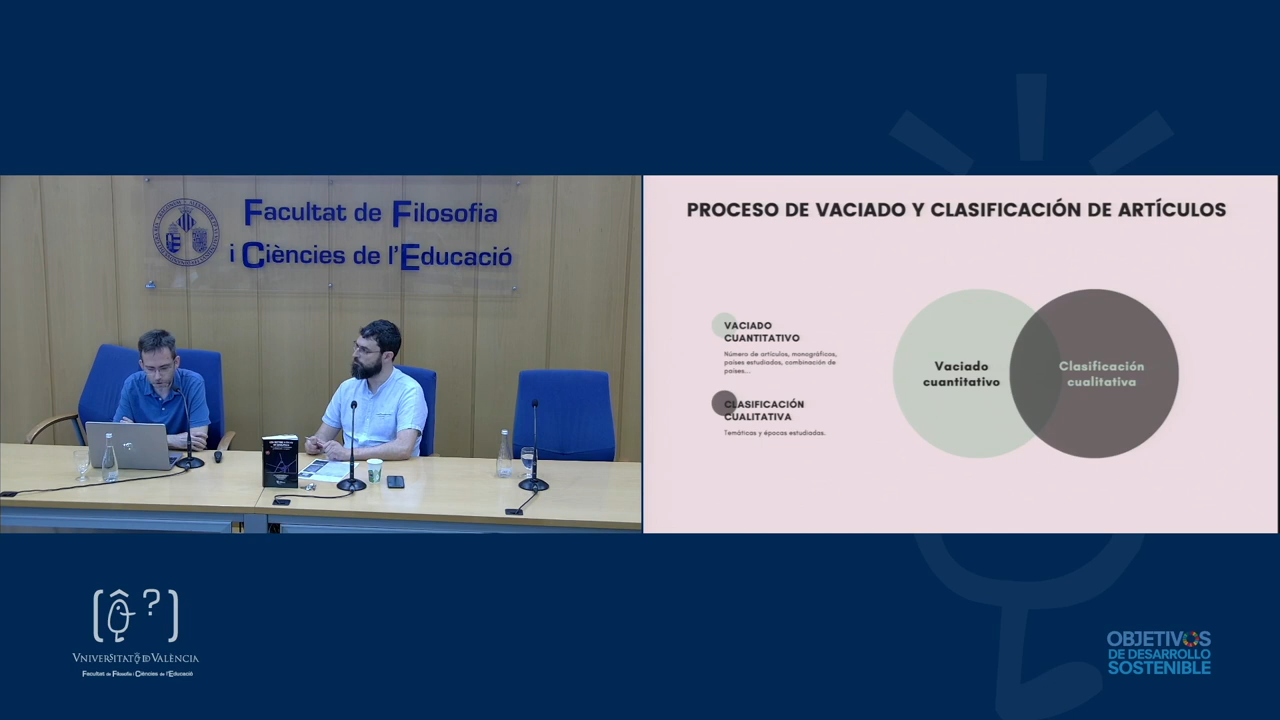 Facultat de Filosofia
i Ciències de l'Educació
PROCESO DE VACIADO Y CLASIFICACIÓN DE ARTÍCULOS
VACIADO
CUANTITATIVO
Número de artículos, monográficos,
países estudiados, combinación de
países...
CLASIFICACIÓN
CUALITATIVA
Temáticas y épocas estudiadas.
Vaciado
cuantitativo
Clasificación
cualitativa
[ ? ]
VNIVERSITAT D VALÈNCIA
Facultat de Filosofia i Ciències de l'Educació
OBJETIVOS
DE DESARROLLO
SOSTENIBLE